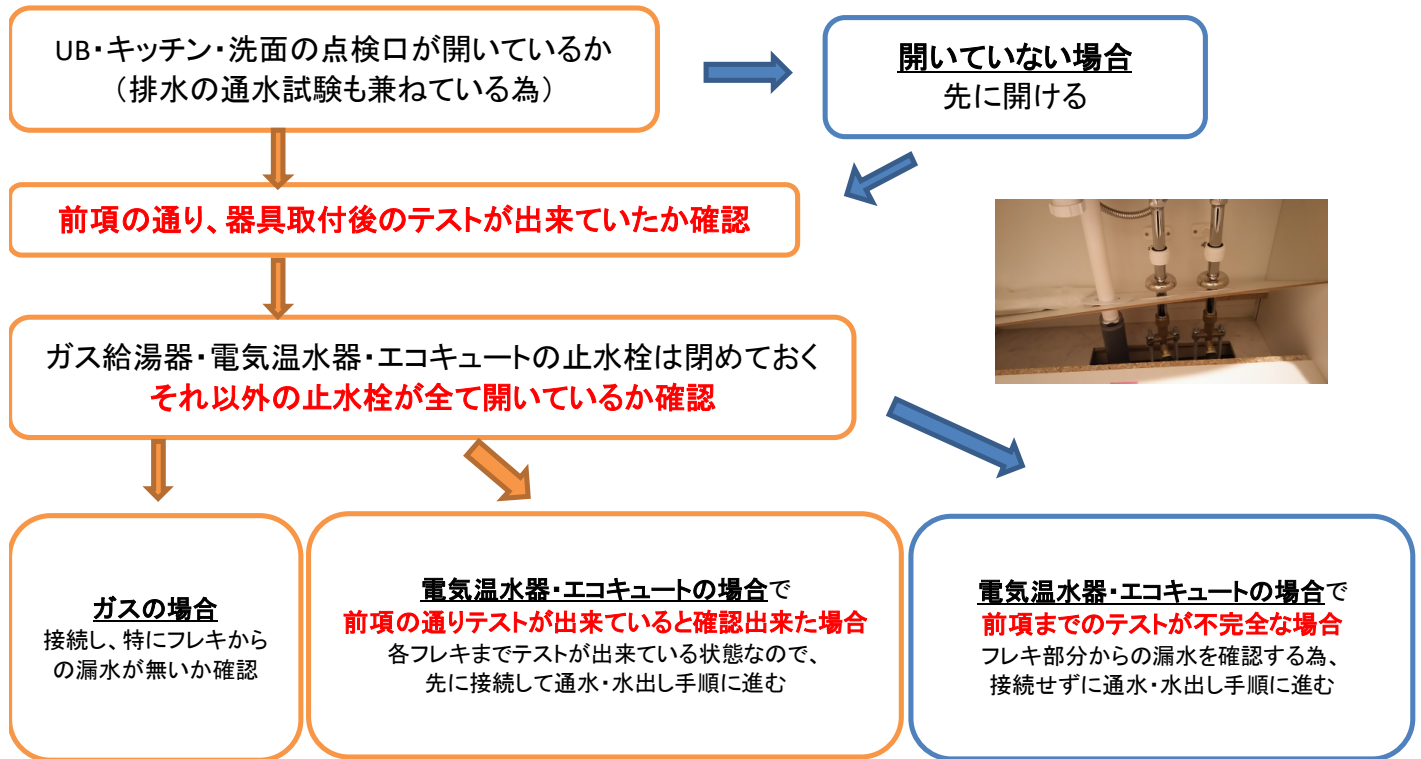 UB・キッチン・洗面の点検口が開いているか
（排水の通水試験も兼ねている為）
開いていない場合
先に開ける
前項の通り、器具取付後のテストが出来ていたか確認
ガス給湯器・電気温水器・エコキュートの止水栓は閉めておく
それ以外の止水栓が全て開いているか確認
ガスの場合
接続し、特にフレキから
の漏水が無いか確認
電気温水器・エコキュートの場合で
前項の通りテストが出来ていると確認出来た場合
各フレキまでテストが出来ている状態なので、
先に接続して通水・水出し手順に進む
電気温水器・エコキュートの場合で
前項までのテストが不完全な場合
フレキ部分からの漏水を確認する為、
接続せずに通水・水出し手順に進む